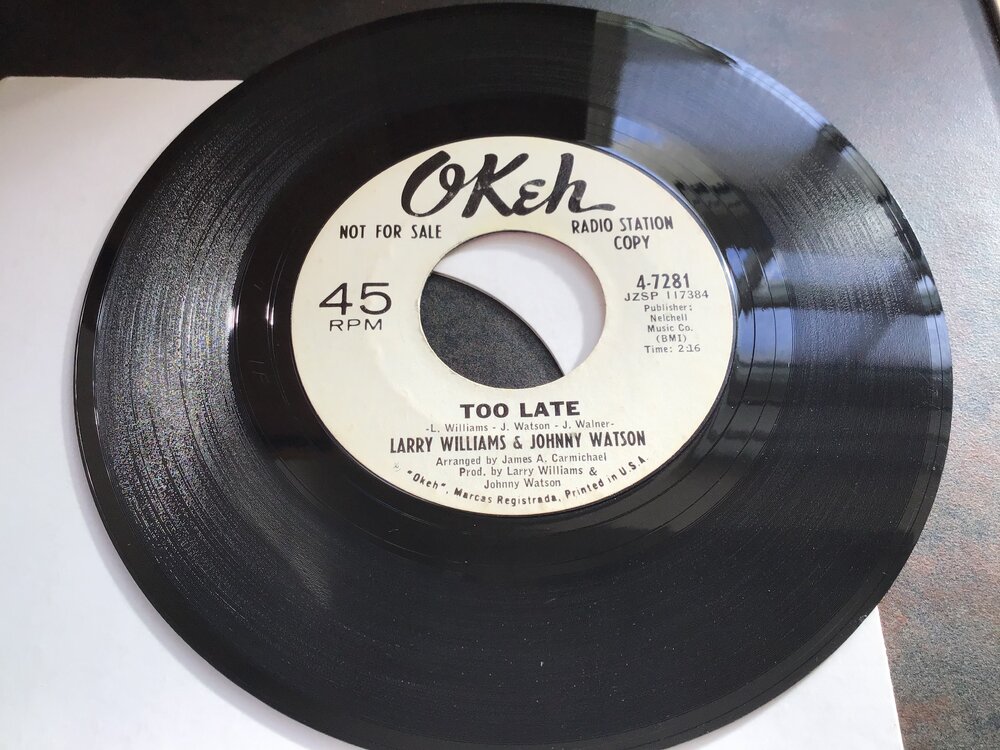 OKeh
NOT FOR SALE
RADIO STATION
COPY
45
RPM
4-7281
JZSP 117384
Publisher:
Nelchell
Music Co.
(BMI)
Time: 2:16
TOO LATE
-L. Williams - J. Watson - J. Walner-
LARRY WILLIAMS & JOHNNY WATSON
Arranged by James A. Carmichael
Prod. by Larry Williams &
Johnny Watson
"Okeh", Marcas Registrada. Printed in U.S.A.